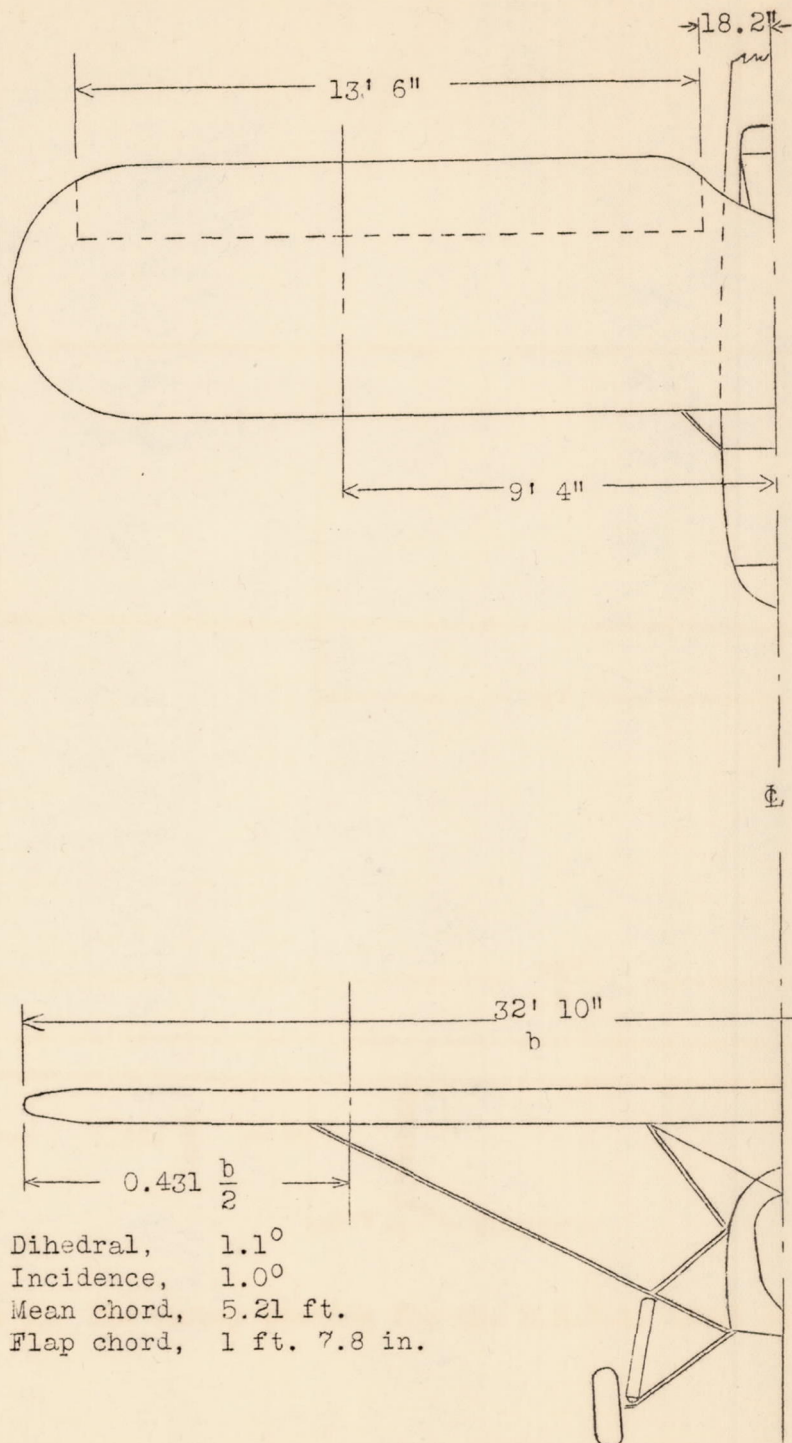 18.2"
13' 6"
9' 4"
℄
32' 10"
b
0.431 b/2
Dihedral, 1.1°
Incidence, 1.0°
Mean chord, 5.21 ft.
Flap chord, 1 ft. 7.8 in.